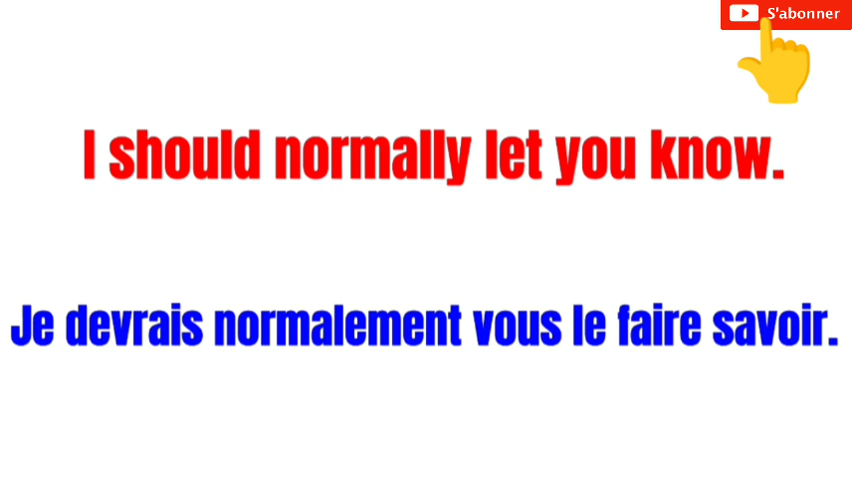 S'abonner
I should normally let you know.
Je devrais normalement vous le faire savoir.